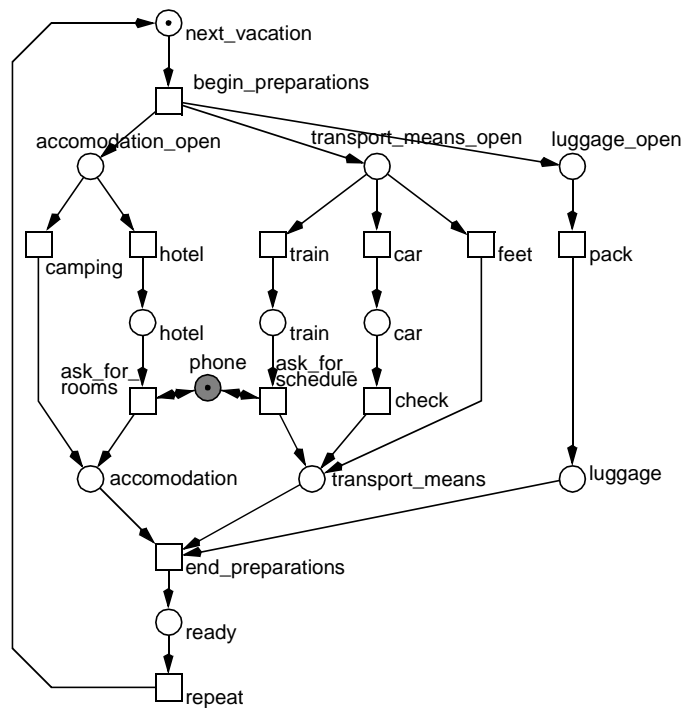 next_vacation
begin_preparations
accomodation_open
transport_means_open
luggage_open
camping
hotel
train
car
feet
pack
hotel
train
car
phone
ask_for_
rooms
ask_for_
schedule
check
accomodation
transport_means
luggage
end_preparations
ready
repeat